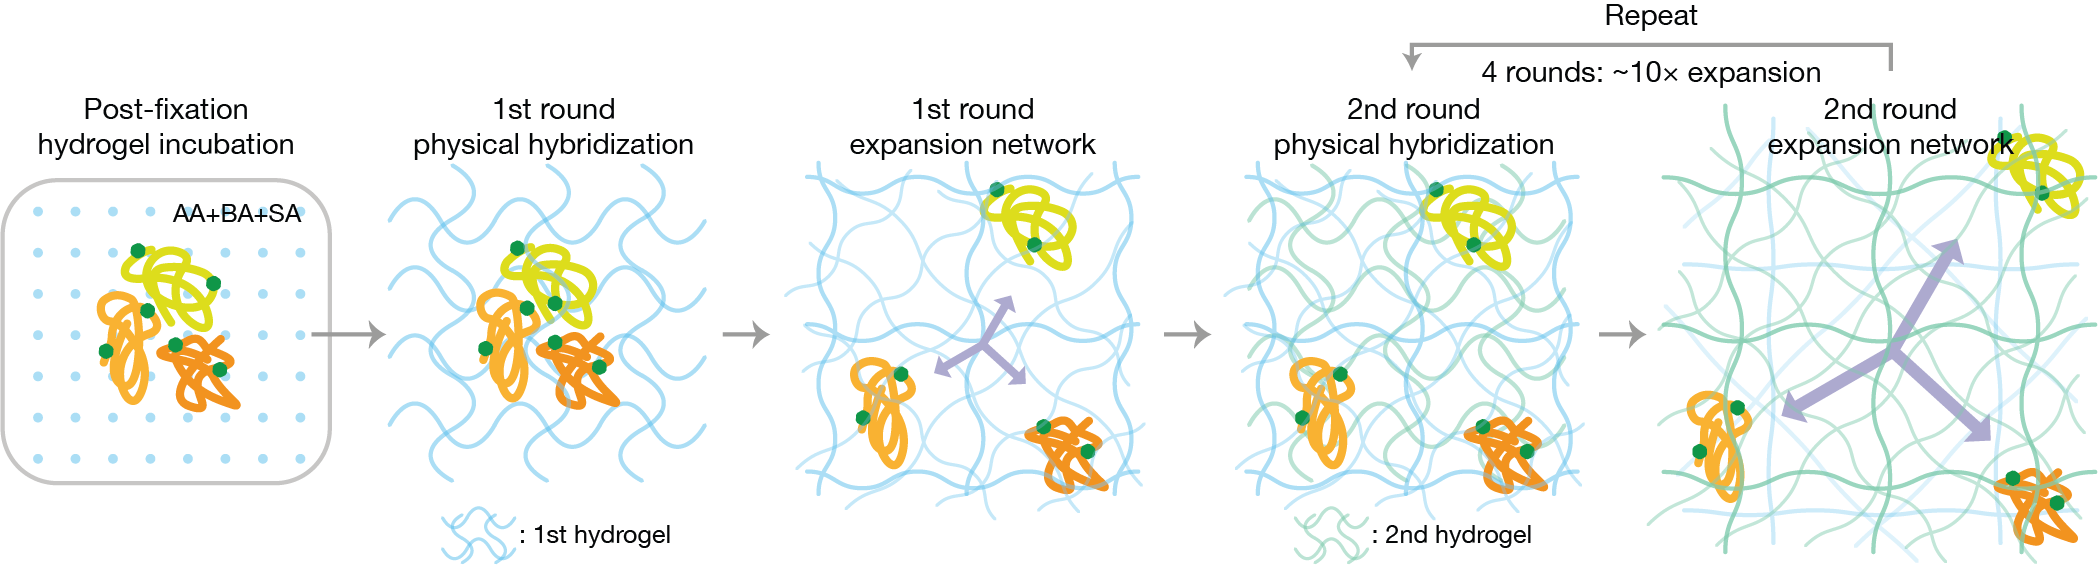 Repeat
4 rounds: ~10× expansion
Post-fixation
hydrogel incubation
1st round
physical hybridization
1st round
expansion network
2nd round
physical hybridization
2nd round
expansion network
AA+BA+SA
: 1st hydrogel
: 2nd hydrogel